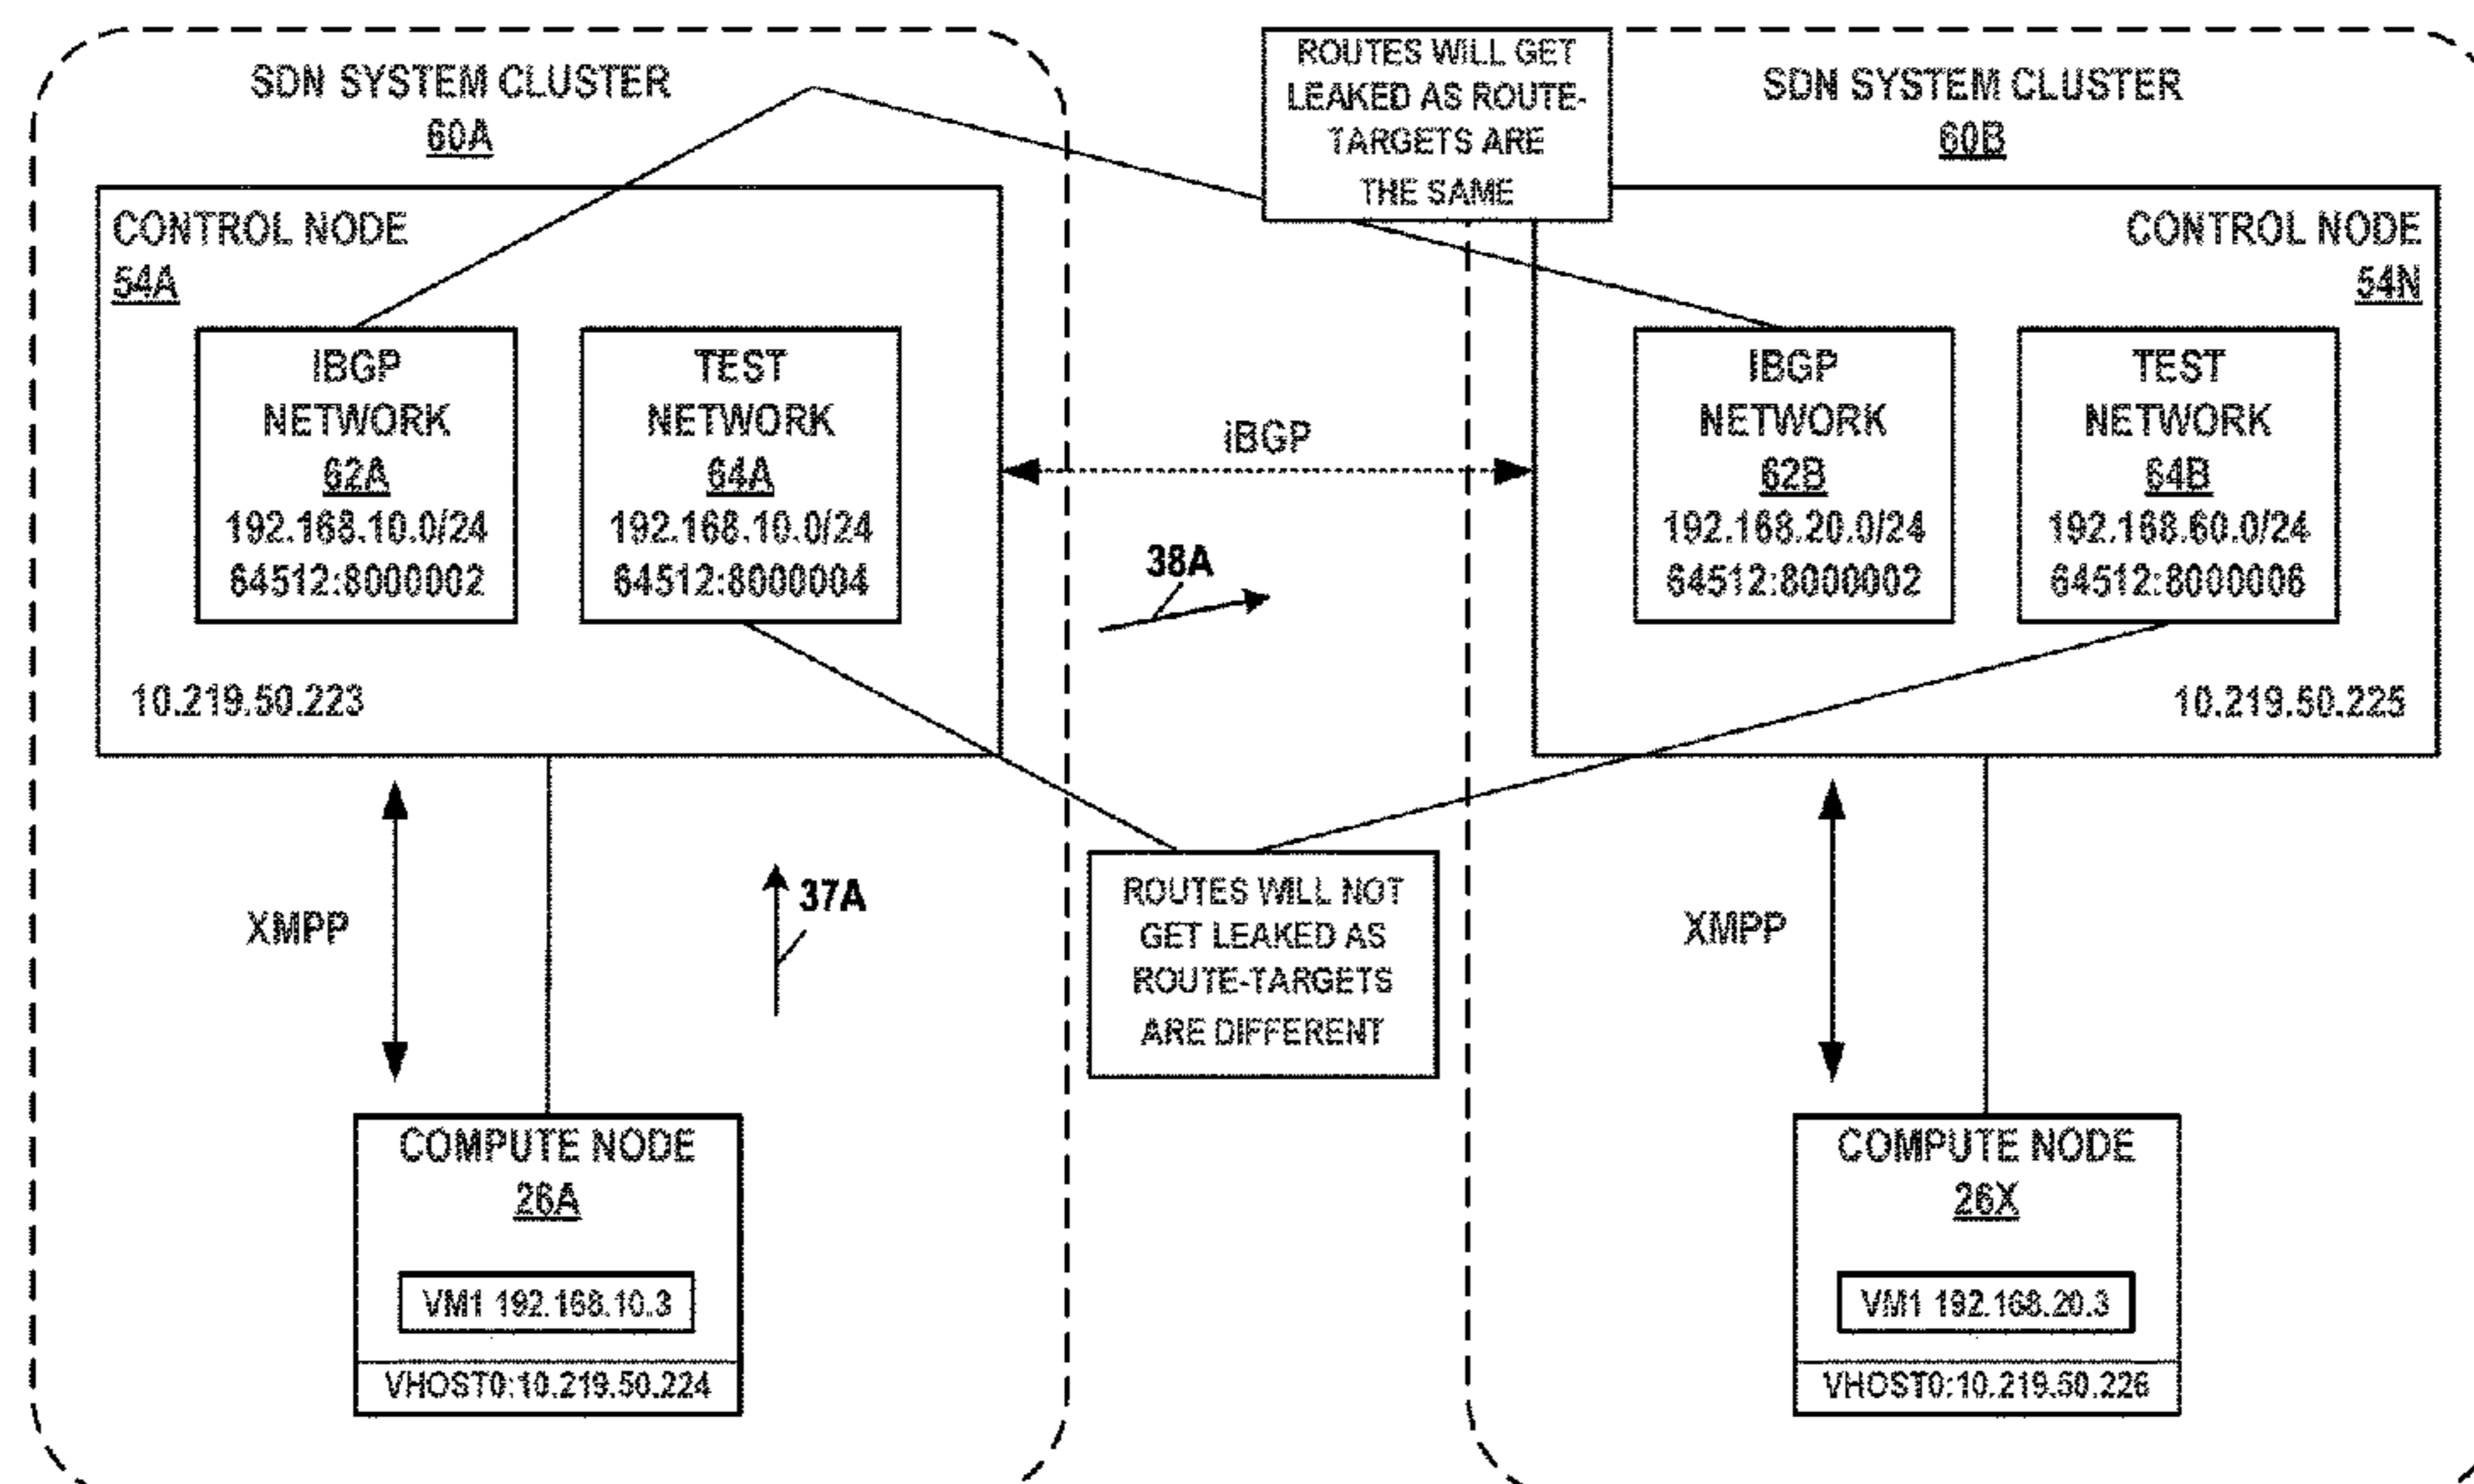 SDN SYSTEM CLUSTER
60A
CONTROL NODE
54A
IBGP
NETWORK
62A
192.168.10.0/24
64512:8000002
TEST
NETWORK
64A
192.168.10.0/24
64512:8000004
10.219.50.223
XMPP
37A
COMPUTE NODE
26A
VM1 192.168.10.3
VHOST0:10.219.50.224
ROUTES WILL GET
LEAKED AS ROUTE-
TARGETS ARE
THE SAME
iBGP
38A
ROUTES WILL NOT
GET LEAKED AS
ROUTE-TARGETS
ARE DIFFERENT
SDN SYSTEM CLUSTER
60B
CONTROL NODE
54N
IBGP
NETWORK
62B
192.168.20.0/24
64512:8000002
TEST
NETWORK
64B
192.168.60.0/24
64512:8000006
10.219.50.225
XMPP
COMPUTE NODE
26X
VM1 192.168.20.3
VHOST0:10.219.50.226